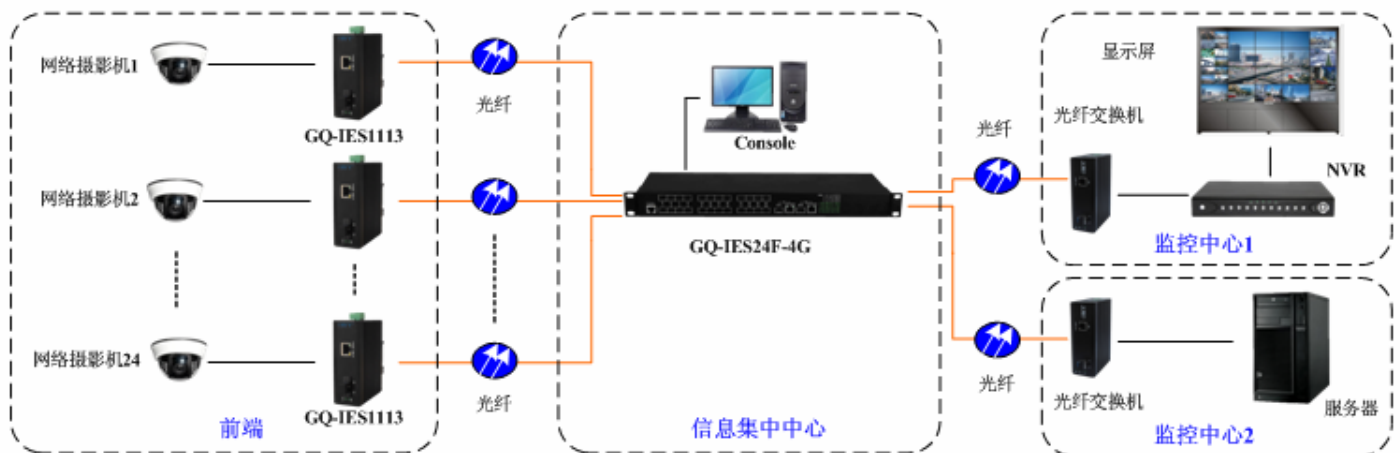 网络摄影机1
GQ-IES1113
网络摄影机2
网络摄影机24
GQ-IES1113
前端
光纤
光纤
Console
GQ-IES24F-4G
信息集中中心
光纤
光纤
显示屏
光纤交换机
NVR
监控中心1
光纤交换机
服务器
监控中心2